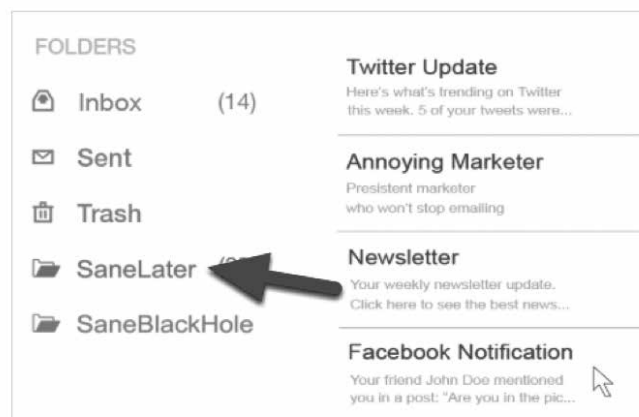 FOLDERS
Inbox (14)
Sent
Trash
SaneLater
SaneBlackHole
Twitter Update
Here's what's trending on Twitter
this week. 5 of your tweets were...
Annoying Marketer
Presistent marketer
who won't stop emailing
Newsletter
Your weekly newsletter update.
Click here to see the best news...
Facebook Notification
Your friend John Doe mentioned
you in a post: "Are you in the pic...